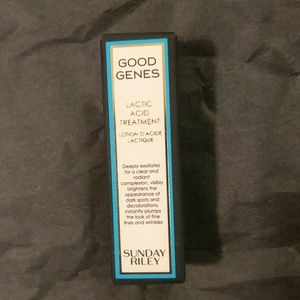 GOOD
GENES
LACTIC
ACID
TREATMENT
LOTION D'ACIDE
LACTIQUE
Deeply exfoliates
for a clear and
radiant
complexion, visibly
brightens the
appearance of
dark spots and
discolorations,
instantly plumps
the look of fine
lines and wrinkles
SUNDAY
RILEY